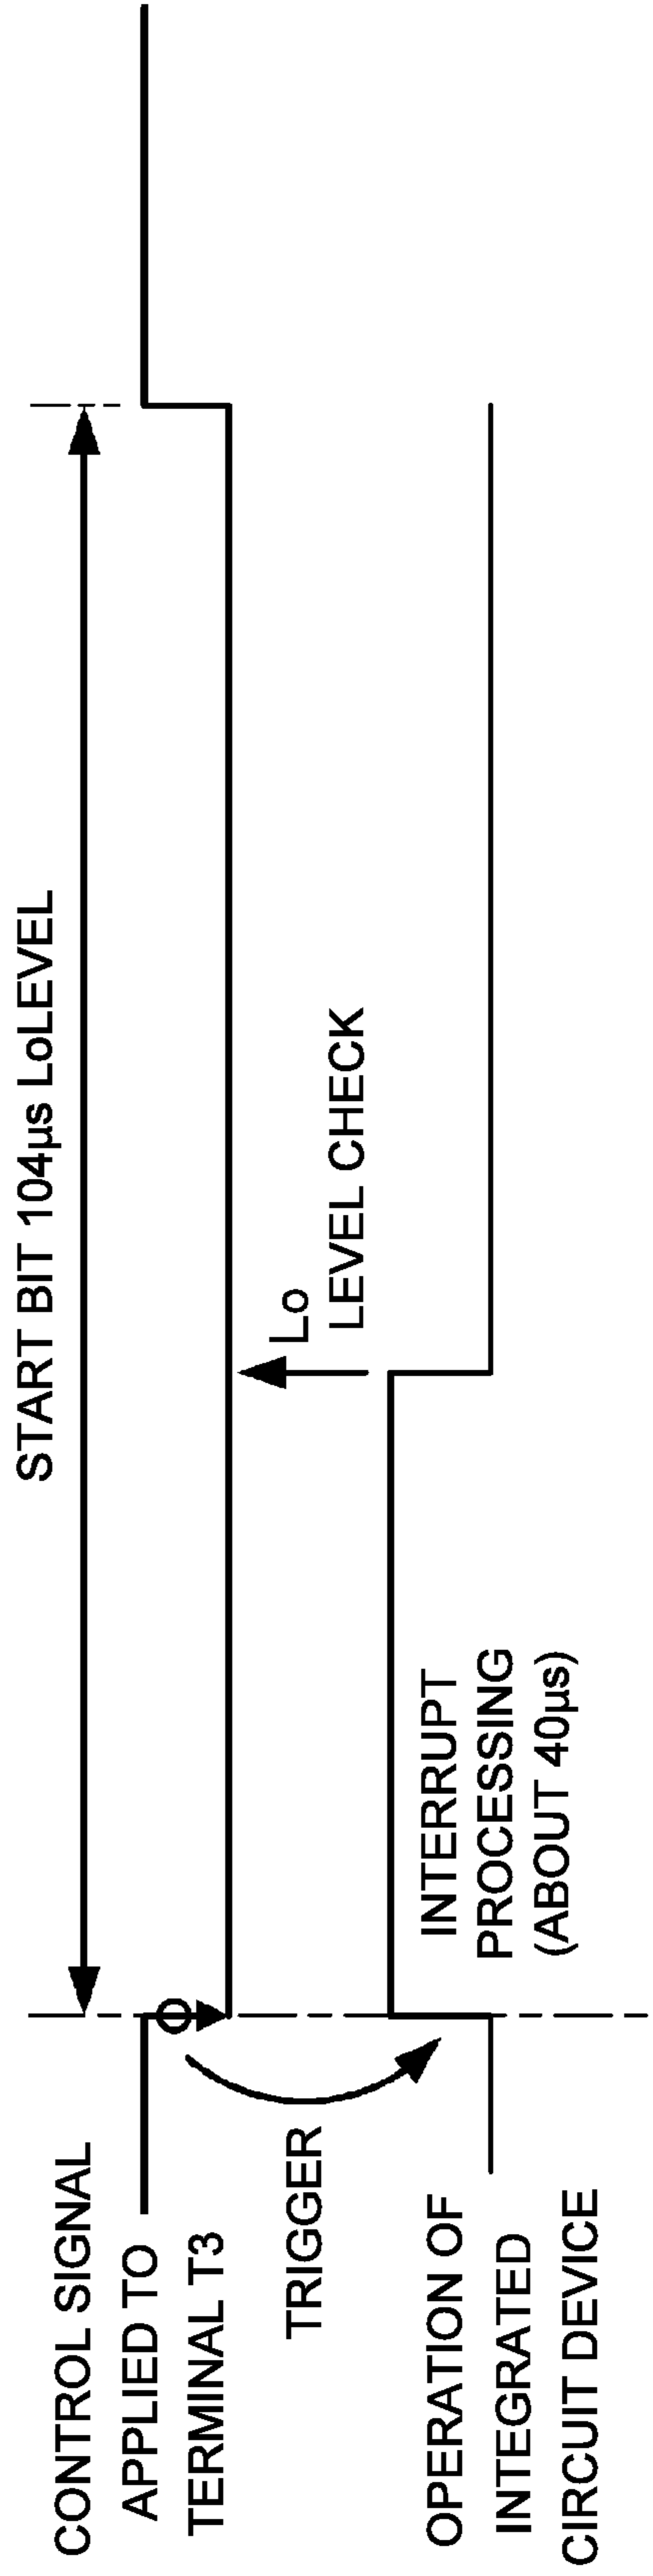 START BIT 104µs LoLEVEL
CONTROL SIGNAL
APPLIED TO
TERMINAL T3
TRIGGER
Lo
LEVEL CHECK
INTERRUPT
PROCESSING
(ABOUT 40µs)
OPERATION OF
INTEGRATED
CIRCUIT DEVICE